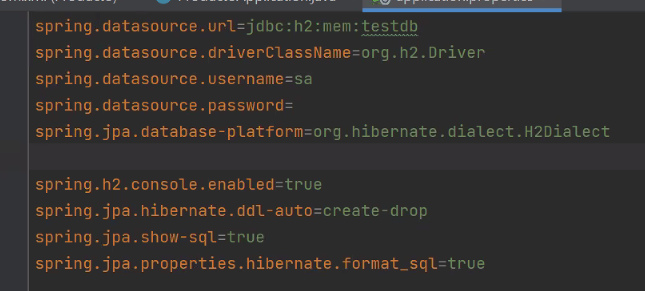 spring.datasource.url=jdbc:h2:mem:testdb
spring.datasource.driverClassName=org.h2.Driver
spring.datasource.username=sa
spring.datasource.password=
spring.jpa.database-platform=org.hibernate.dialect.H2Dialect
spring.h2.console.enabled=true
spring.jpa.hibernate.ddl-auto=create-drop
spring.jpa.show-sql=true
spring.jpa.properties.hibernate.format_sql=true